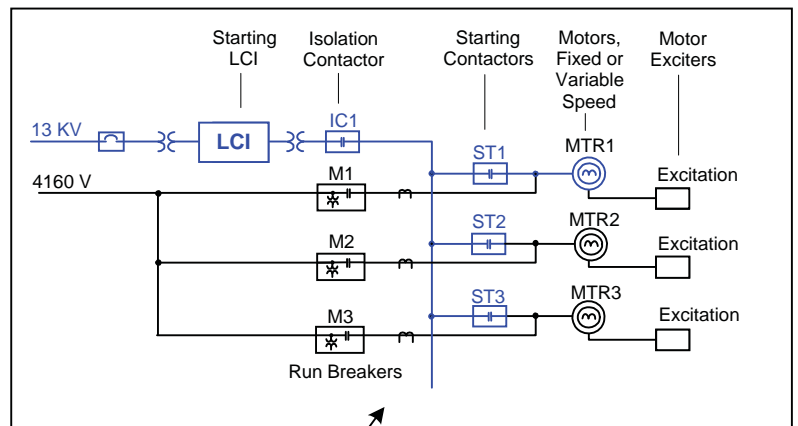 Starting LCI
Isolation Contactor
Starting Contactors
Motors, Fixed or Variable Speed
Motor Exciters
13 KV
LCI
IC1
ST1
MTR1
4160 V
M1
Excitation
M2
ST2
MTR2
Excitation
M3
ST3
MTR3
Excitation
Run Breakers